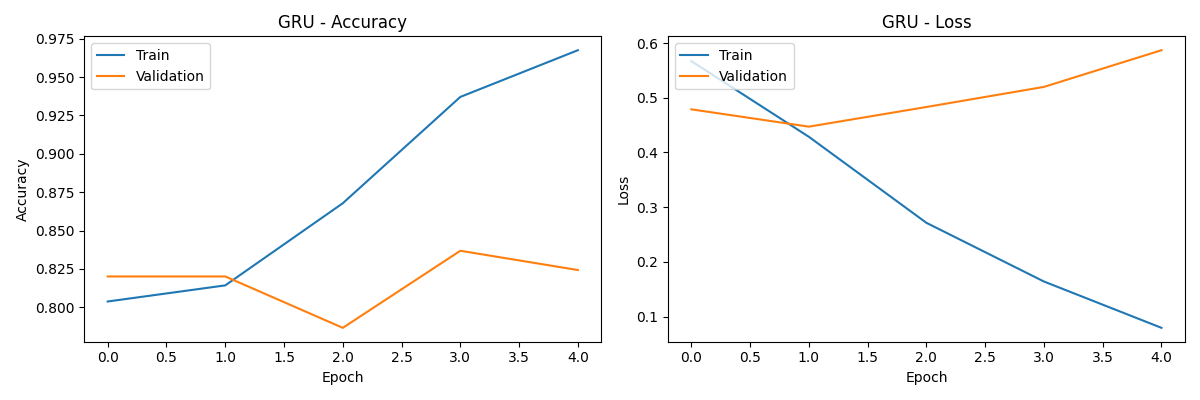 GRU - Accuracy
Train
Validation
0.975
0.950
0.925
0.900
0.875
0.850
0.825
0.800
Accuracy
0.0 0.5 1.0 1.5 2.0 2.5 3.0 3.5 4.0
Epoch
GRU - Loss
Train
Validation
0.6
0.5
0.4
0.3
0.2
0.1
Loss
0.0 0.5 1.0 1.5 2.0 2.5 3.0 3.5 4.0
Epoch